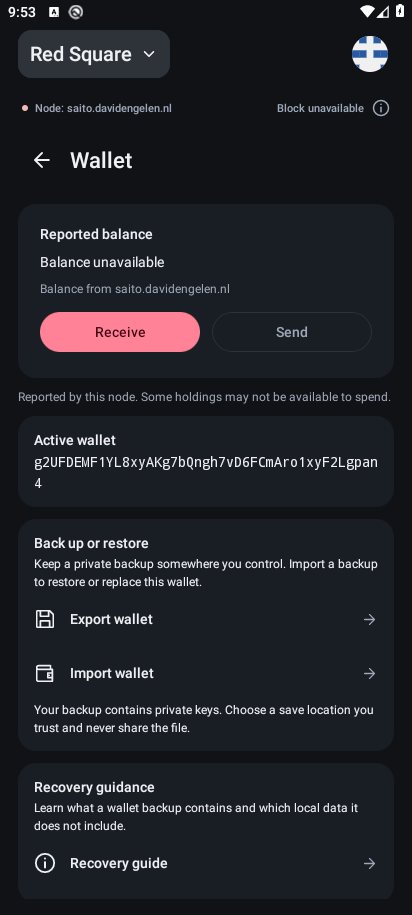 9:53
Red Square
Node: saito.davidengelen.nl
Block unavailable
Wallet
Reported balance
Balance unavailable
Balance from saito.davidengelen.nl
Receive
Send
Reported by this node. Some holdings may not be available to spend.
Active wallet
g2UFDEMF1YL8xyAKg7bQngh7vD6FCmAro1xyF2Lgpan
4
Back up or restore
Keep a private backup somewhere you control. Import a backup
to restore or replace this wallet.
Export wallet
Import wallet
Your backup contains private keys. Choose a save location you
trust and never share the file.
Recovery guidance
Learn what a wallet backup contains and which local data it
does not include.
Recovery guide